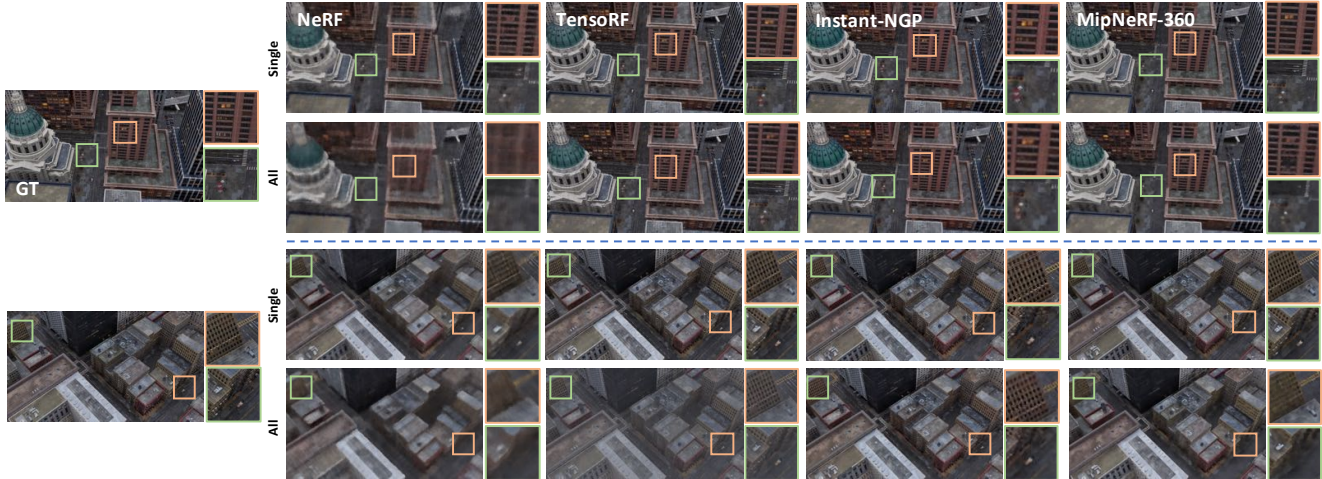 NeRF
TensoRF
Instant-NGP
MipNeRF-360
Single
GT
All
Single
All